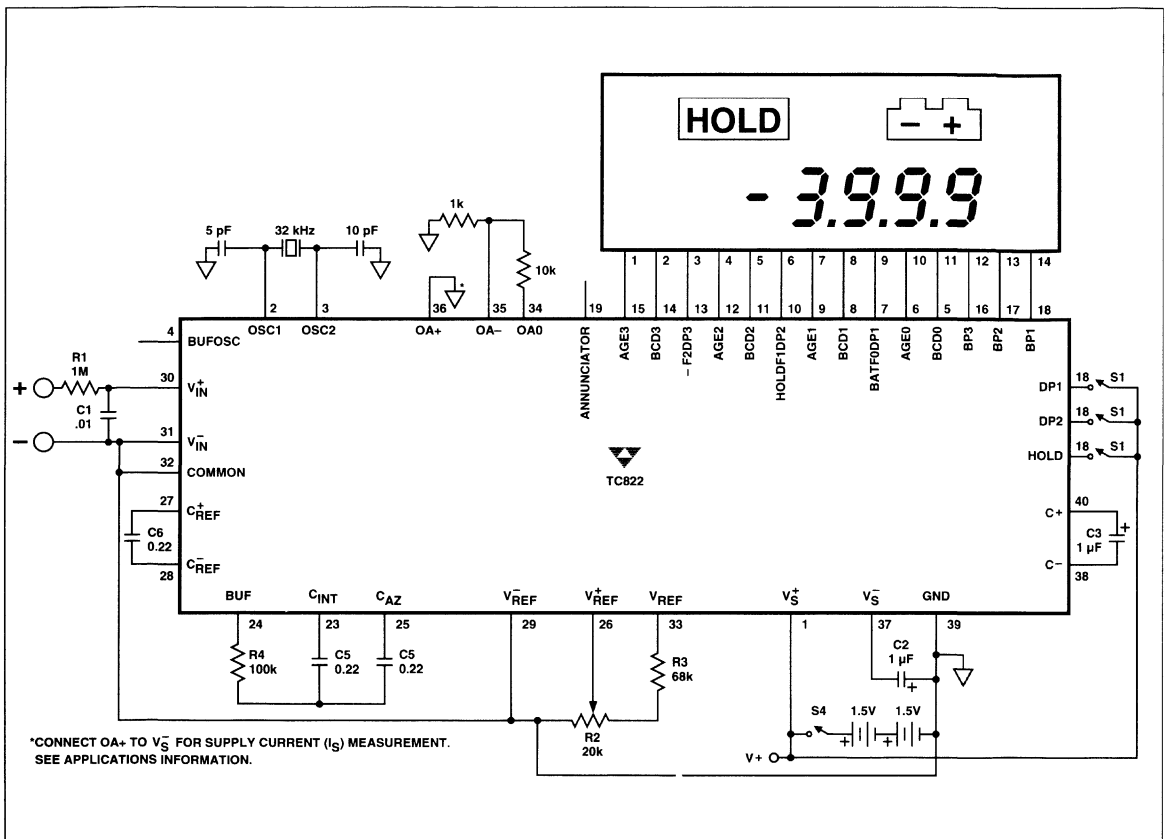 HOLD
− +
- 3.9.9.9
1k
5 pF
32 kHz
10 pF
10k
*
1 2 3 4 5 6 7 8 9 10 11 12 13 14
2 3 36 35 34 19 15 14 13 12 11 10 9 8 7 6 5 16 17 18
OSC1 OSC2 OA+ OA− OA0
ANNUNCIATOR
AGE3
BCD3
− F2DP3
AGE2
BCD2
HOLDF1DP2
AGE1
BCD1
BATF0DP1
AGE0
BCD0
BP3
BP2
BP1
4
BUFOSC
R1
1M
+
30
V+IN
C1
.01
−
31
V−IN
32
COMMON
27
C+REF
C6
0.22
C−REF
28
TC822
DP1 18 S1
DP2 18 S1
HOLD 18 S1
40
C+
C3
1 µF
+
C−
38
BUF CINT CAZ V−REF V+REF VREF V+S V−S GND
24 23 25 29 26 33 1 37 39
R4
100k
C5
0.22
C5
0.22
R3
68k
C2
1 µF
+
R2
20k
S4 1.5V 1.5V
+ +
V+
*CONNECT OA+ TO V−S FOR SUPPLY CURRENT (IS) MEASUREMENT.
SEE APPLICATIONS INFORMATION.